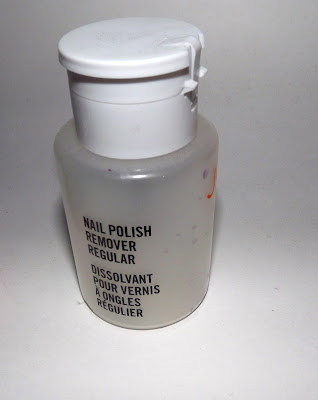 NAIL POLISH
REMOVER
REGULAR
DISSOLVANT
POUR VERNIS
À ONGLES
RÉGULIER
J